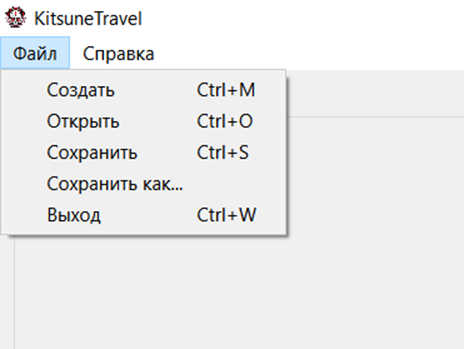 KitsuneTravel
Файл Справка
Создать Ctrl+M
Открыть Ctrl+O
Сохранить Ctrl+S
Сохранить как...
Выход Ctrl+W